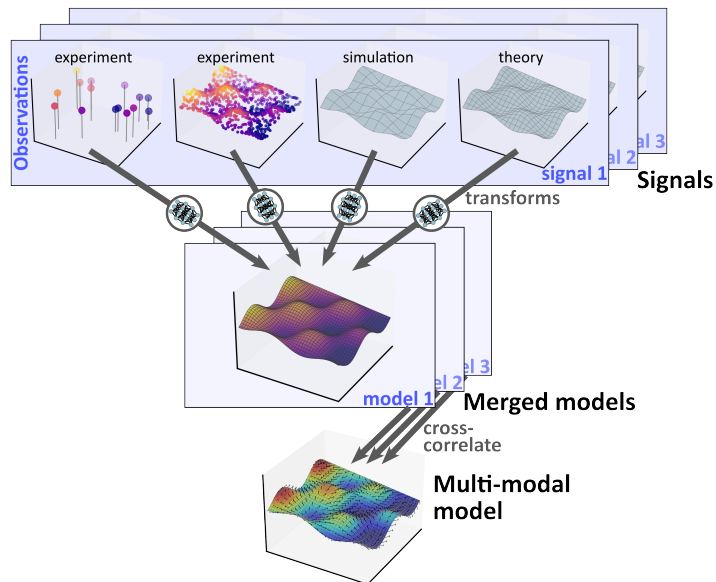 experiment
experiment
simulation
theory
Observations
signal 1
al 2
al 3
Signals
transforms
model 1
el 2
el 3
Merged models
cross-
correlate
Multi-modal
model